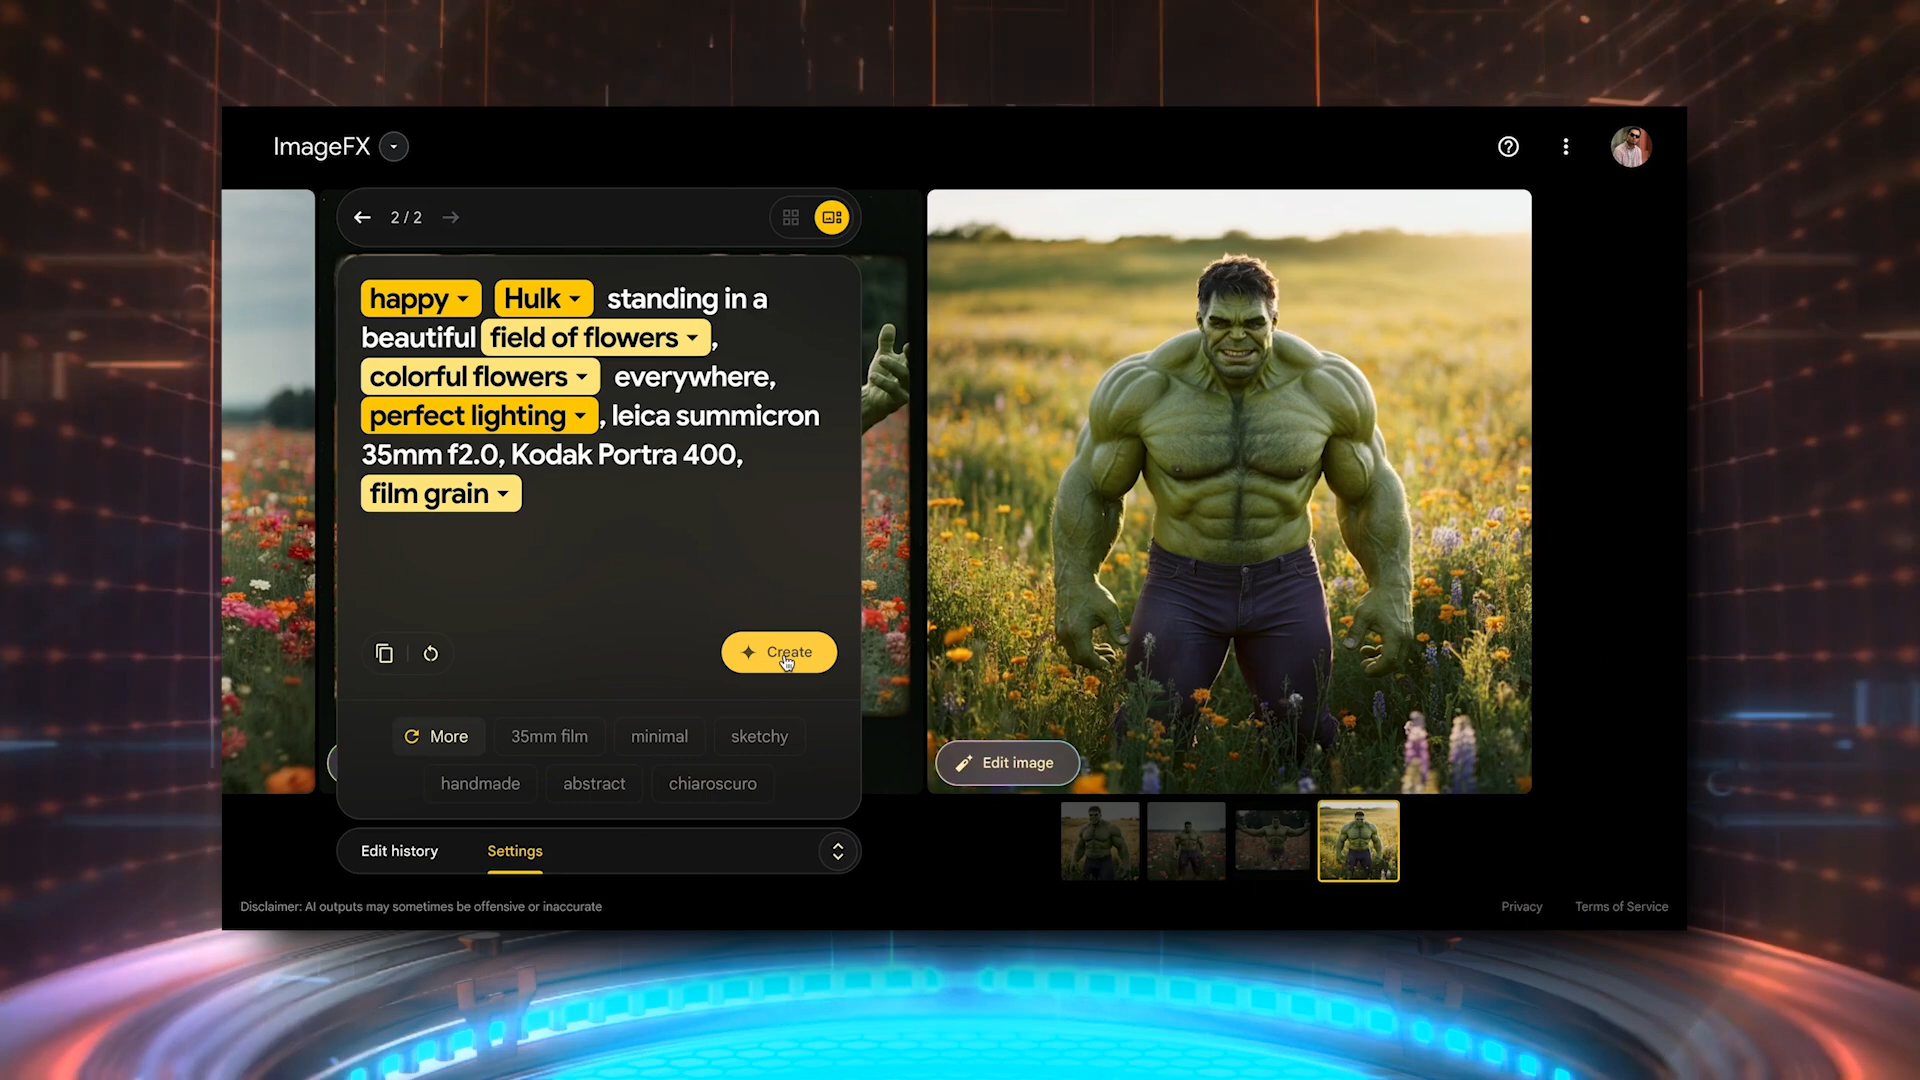 ImageFX
2 / 2
happy Hulk standing in a
beautiful field of flowers,
colorful flowers everywhere,
perfect lighting, leica summicron
35mm f2.0, Kodak Portra 400,
film grain
Create
More 35mm film minimal sketchy
handmade abstract chiaroscuro
Edit image
Edit history Settings
Disclaimer: AI outputs may sometimes be offensive or inaccurate
Privacy Terms of Service